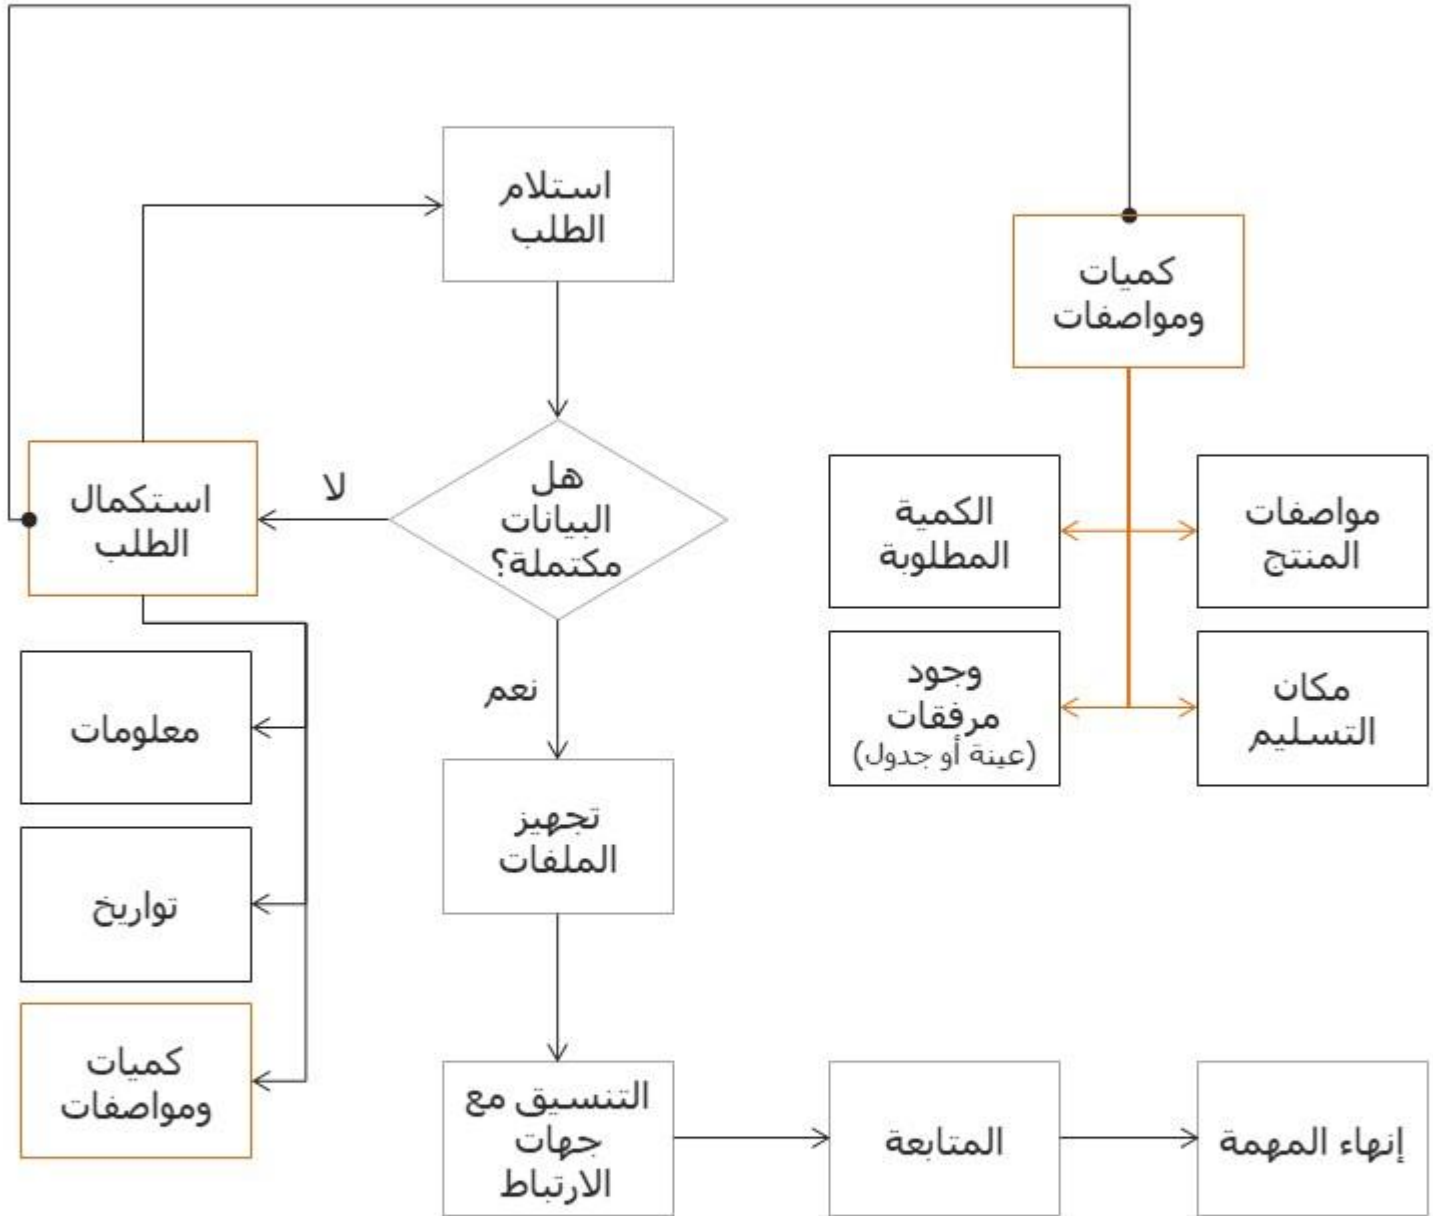 استلام
الطلب
كميات
ومواصفات
هل
البيانات
مكتملة؟
لا
استكمال
الطلب
مواصفات
المنتج
الكمية
المطلوبة
نعم
معلومات
مكان
التسليم
وجود
مرفقات
(عينة أو جدول)
تجهيز
الملفات
تواريخ
كميات
ومواصفات
التنسيق مع
جهات
الارتباط
المتابعة
إنهاء المهمة